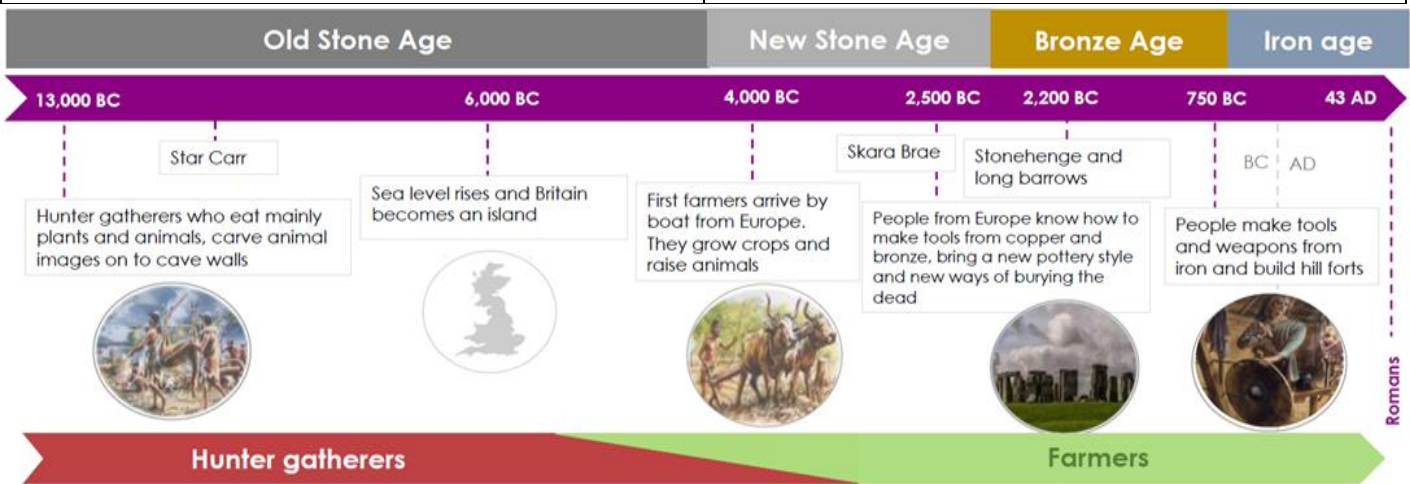 Old Stone Age
New Stone Age
Bronze Age
Iron age
13,000 BC
6,000 BC
4,000 BC
2,500 BC
2,200 BC
750 BC
43 AD
Star Carr
Hunter gatherers who eat mainly
plants and animals, carve animal
images on to cave walls
Sea level rises and Britain
becomes an island
First farmers arrive by
boat from Europe.
They grow crops and
raise animals
Skara Brae
Stonehenge and
long barrows
People from Europe know how to
make tools from copper and
bronze, bring a new pottery style
and new ways of burying the
dead
BC
AD
People make tools
and weapons from
iron and build hill forts
Romans
Hunter gatherers
Farmers